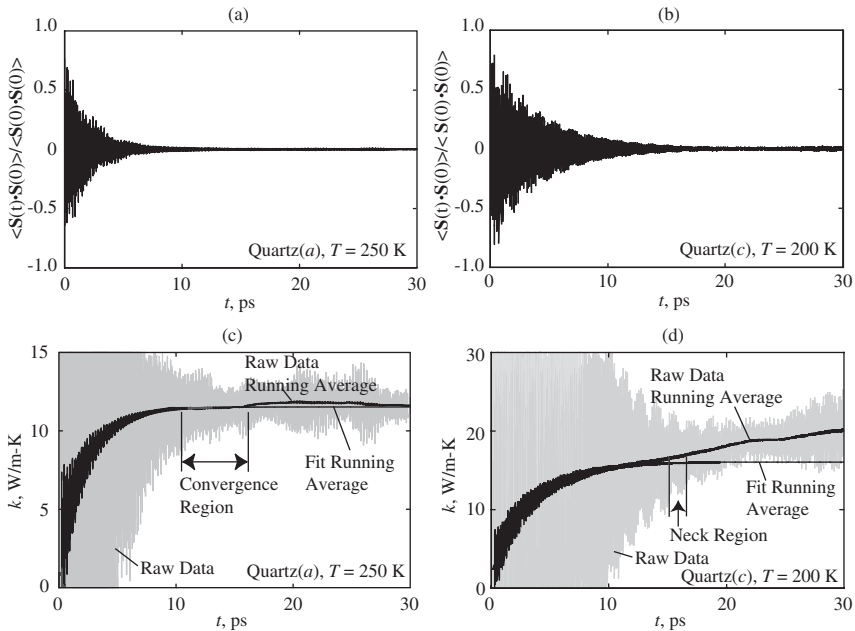 (a)
1.0
0.5
0
-0.5
-1.0
<S(t)•S(0)>/<S(0)•S(0)>
Quartz(a), T = 250 K
0 10 20 30
t, ps
(b)
1.0
0.5
0
-0.5
-1.0
<S(t)•S(0)>/<S(0)•S(0)>
Quartz(c), T = 200 K
0 10 20 30
t, ps
(c)
15
10
5
0
k, W/m-K
Raw Data
Running Average
Fit Running
Average
Convergence
Region
Raw Data
Quartz(a), T = 250 K
0 10 20 30
t, ps
(d)
30
20
10
0
k, W/m-K
Raw Data
Running Average
Fit Running
Average
Neck Region
Raw Data
Quartz(c), T = 200 K
0 10 20 30
t, ps